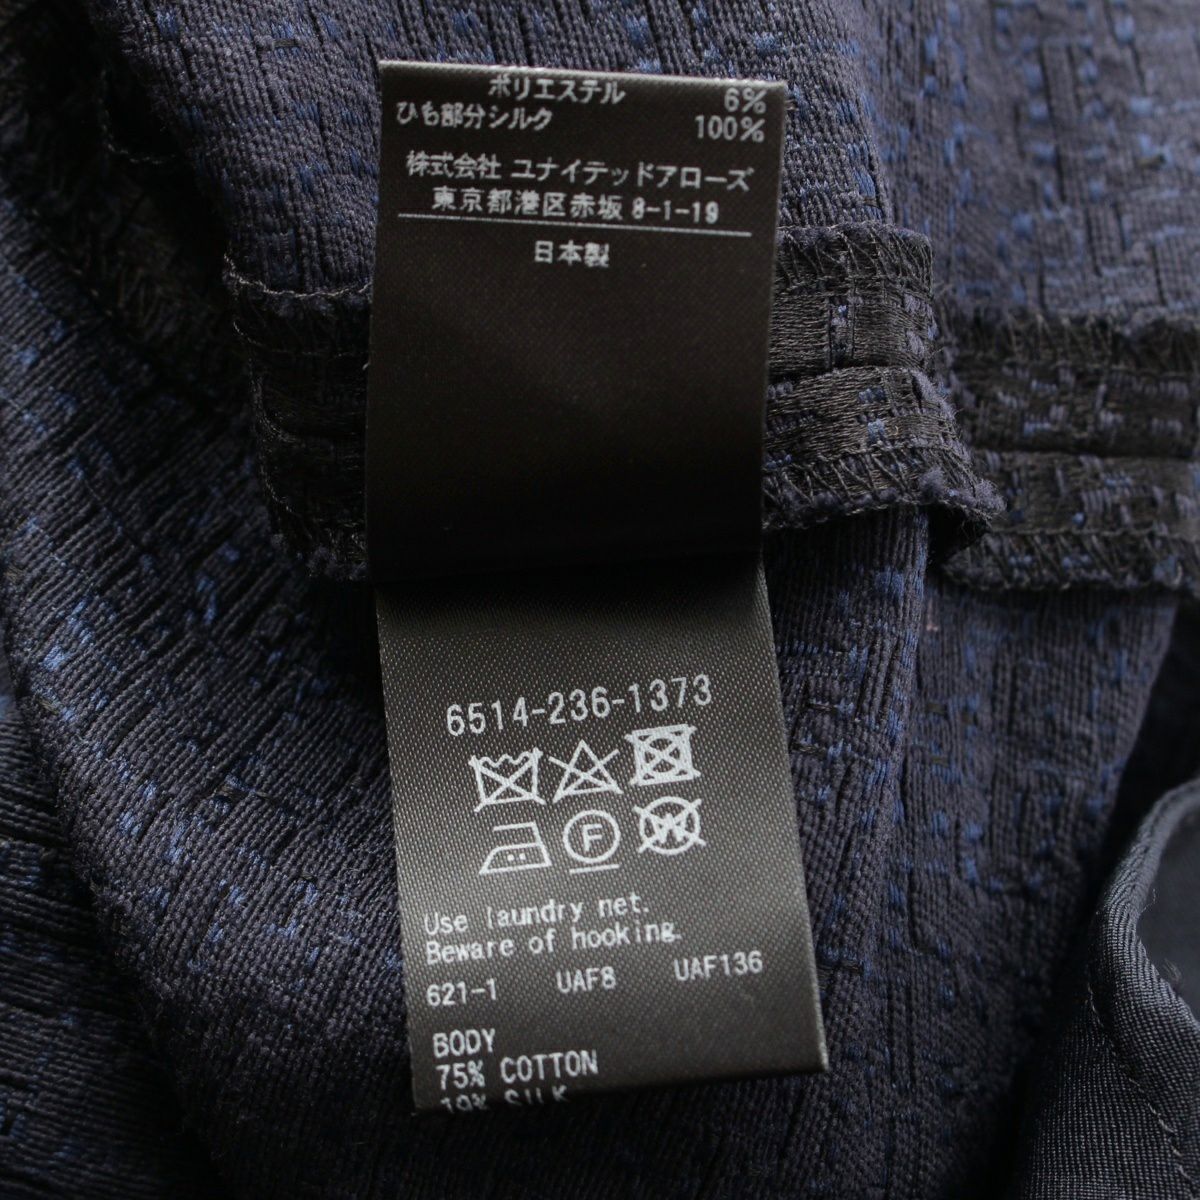 ポリエステル 6%
ひも部分シルク 100%
株式会社 ユナイテッドアローズ
東京都港区赤坂 8-1-19
日本製
6514-236-1373
F
W
Use laundry net.
Beware of hooking.
621-1 UAF8 UAF136
BODY
75% COTTON
19% SILK